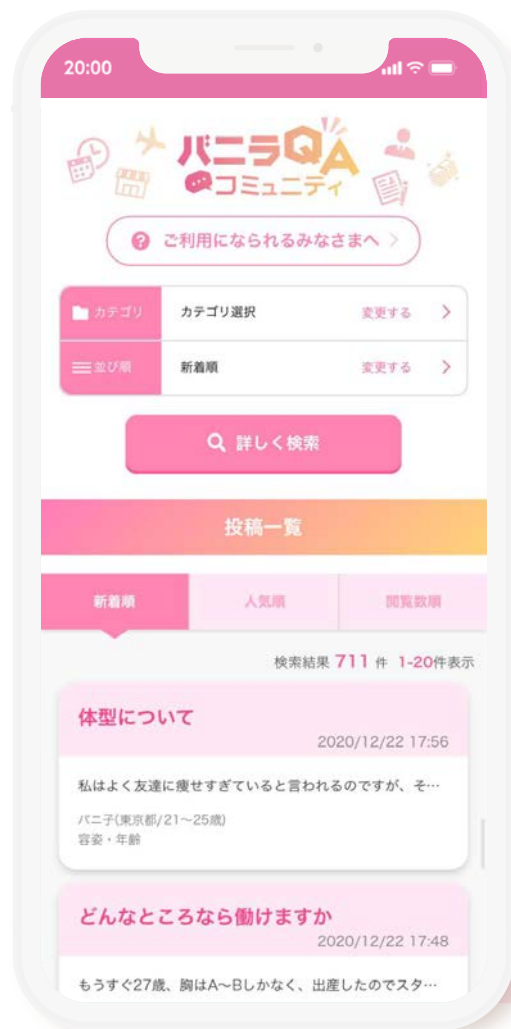 20:00
バニラQA
コミュニティ
ご利用になられるみなさまへ
カテゴリ カテゴリ選択 変更する
並び順 新着順 変更する
詳しく検索
投稿一覧
新着順 人気順 閲覧数順
検索結果 711 件 1-20件表示
体型について
2020/12/22 17:56
私はよく友達に痩せすぎていると言われるのですが、そ…
バニ子(東京都/21~25歳)
容姿・年齢
どんなところなら働けますか
2020/12/22 17:48
もうすぐ27歳、胸はA~Bしかなく、出産したのでスタ…